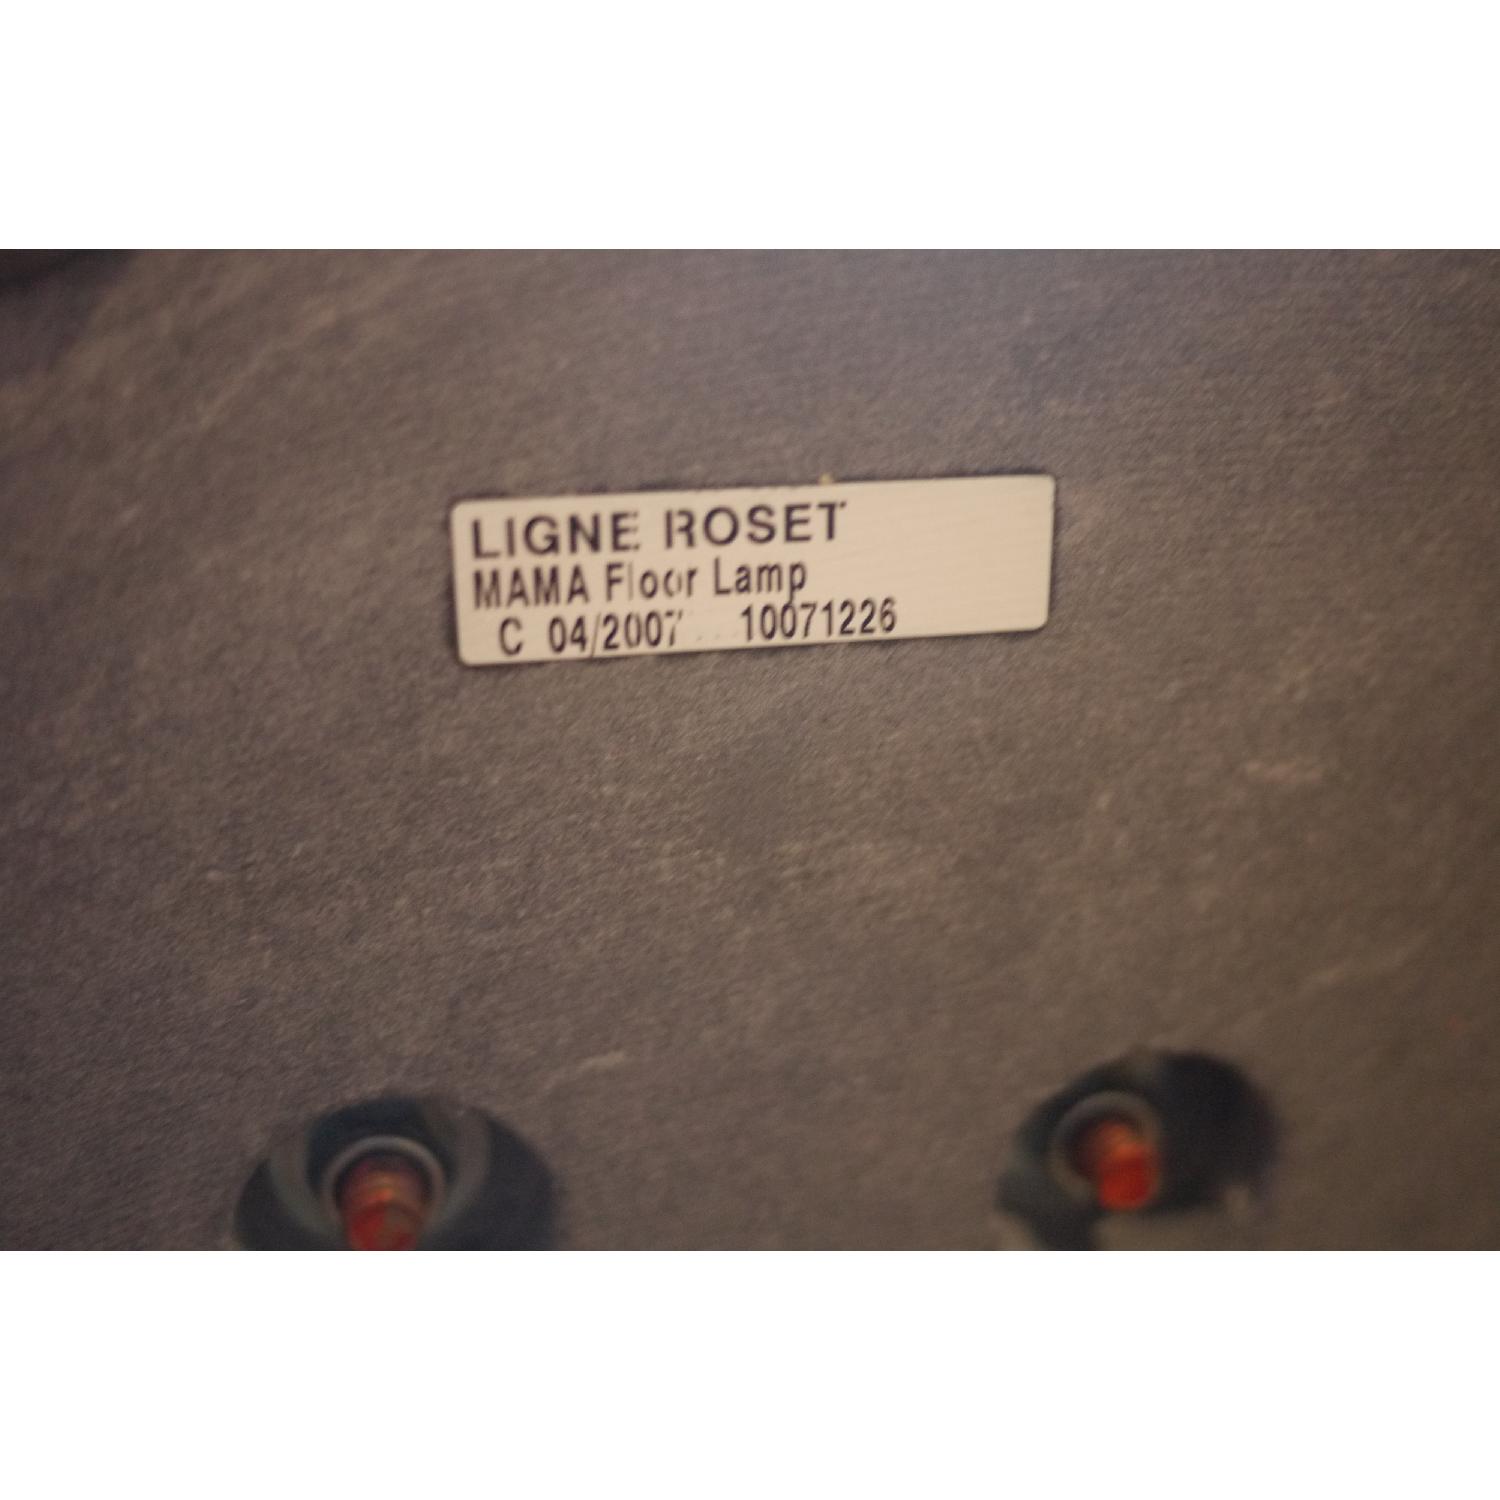 LIGNE ROSET
MAMA Floor Lamp
C 04/2007 10071226